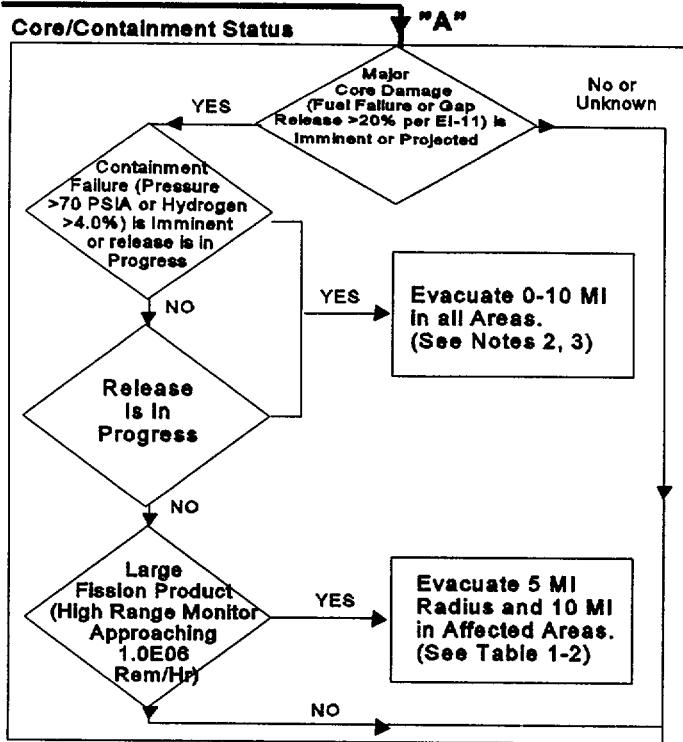 "A"
Core/Containment Status
Major
Core Damage
(Fuel Failure or Gap
Release >20% per EI-11) is
Imminent or Projected
YES
No or
Unknown
Containment
Failure (Pressure
>70 PSIA or Hydrogen
>4.0%) is Imminent
or release is in
Progress
YES
Evacuate 0-10 MI
in all Areas.
(See Notes 2, 3)
NO
Release
is in
Progress
NO
Large
Fission Product
(High Range Monitor
Approaching
1.0E06
Rem/Hr)
YES
Evacuate 5 MI
Radius and 10 MI
in Affected Areas.
(See Table 1-2)
NO